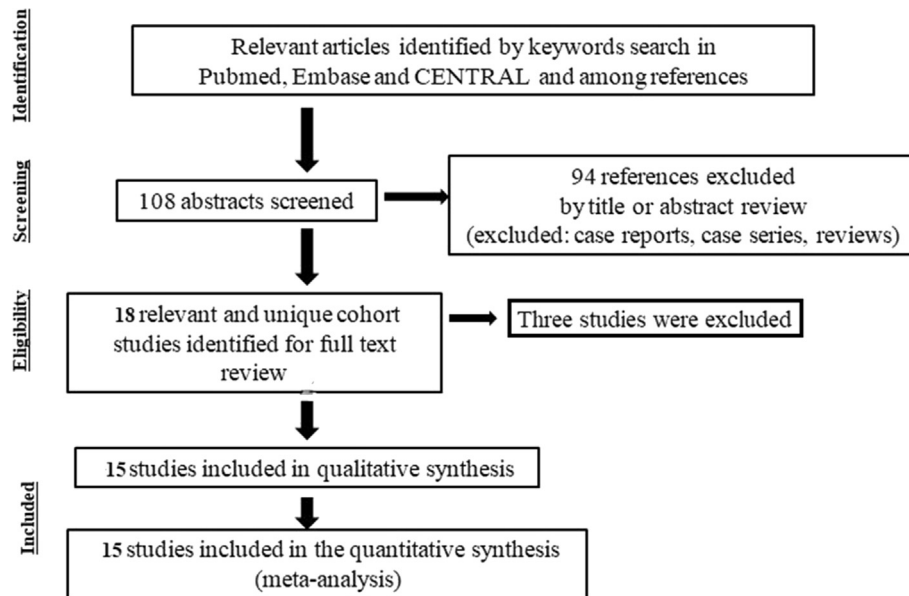 Identification
Relevant articles identified by keywords search in
Pubmed, Embase and CENTRAL and among references
Screening
108 abstracts screened
94 references excluded
by title or abstract review
(excluded: case reports, case series, reviews)
Eligibility
18 relevant and unique cohort
studies identified for full text
review
Three studies were excluded
Included
15 studies included in qualitative synthesis
15 studies included in the quantitative synthesis
(meta-analysis)